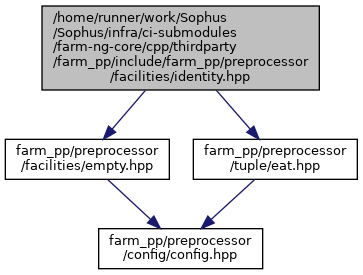 /home/runner/work/Sophus
/Sophus/infra/ci-submodules
/farm-ng-core/cpp/thirdparty
/farm_pp/include/farm_pp/preprocessor
/facilities/identity.hpp
farm_pp/preprocessor
/facilities/empty.hpp
farm_pp/preprocessor
/tuple/eat.hpp
farm_pp/preprocessor
/config/config.hpp